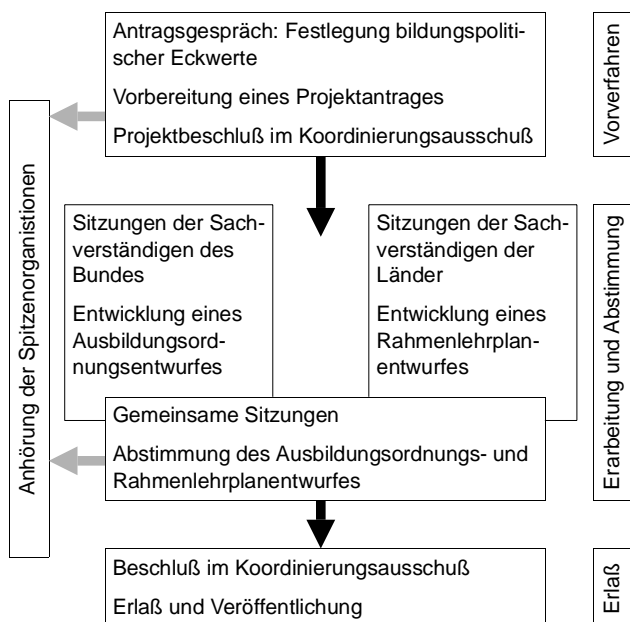 Antragsgespräch: Festlegung bildungspoliti-
scher Eckwerte
Vorbereitung eines Projektantrages
Projektbeschluß im Koordinierungsausschuß
Vorverfahren
Anhörung der Spitzenorganistionen
Sitzungen der Sach-
verständigen des
Bundes
Entwicklung eines
Ausbildungsord-
nungsentwurfes
Sitzungen der Sach-
verständigen der
Länder
Entwicklung eines
Rahmenlehrplan-
entwurfes
Erarbeitung und Abstimmung
Gemeinsame Sitzungen
Abstimmung des Ausbildungsordnungs- und
Rahmenlehrplanentwurfes
Beschluß im Koordinierungsausschuß
Erlaß und Veröffentlichung
Erlaß